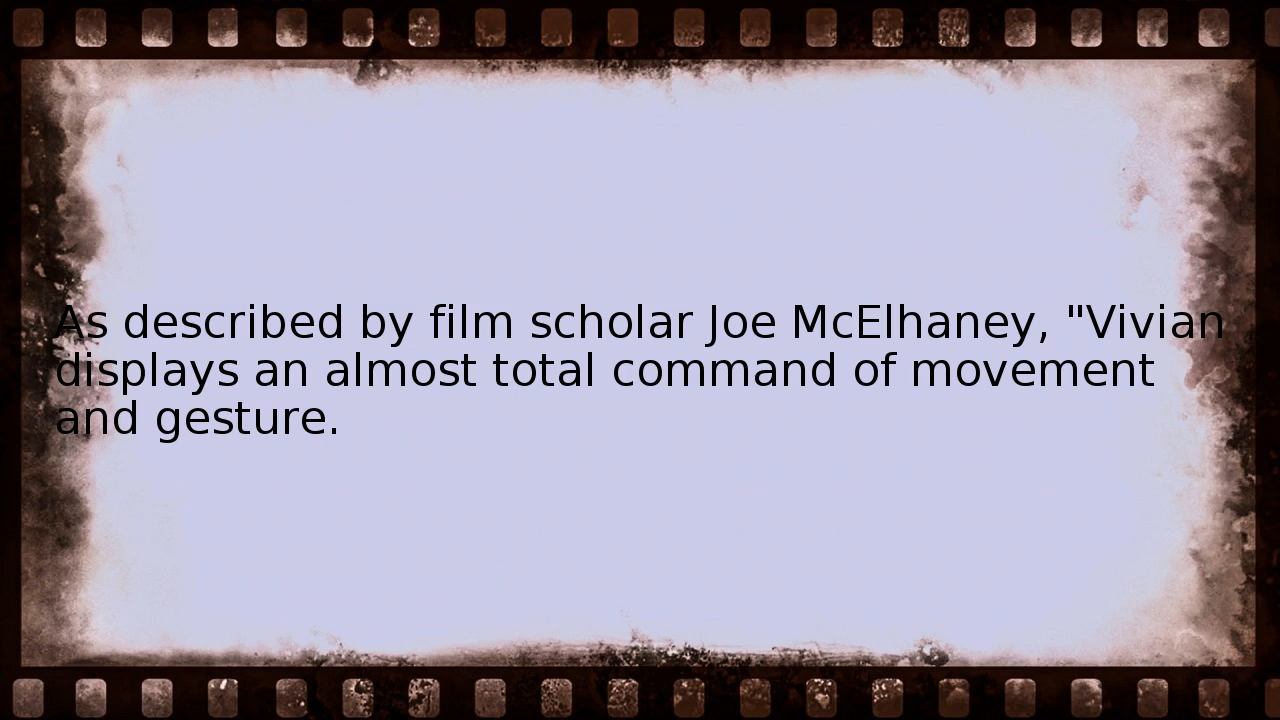 As described by film scholar Joe McElhaney, "Vivian
displays an almost total command of movement
and gesture.